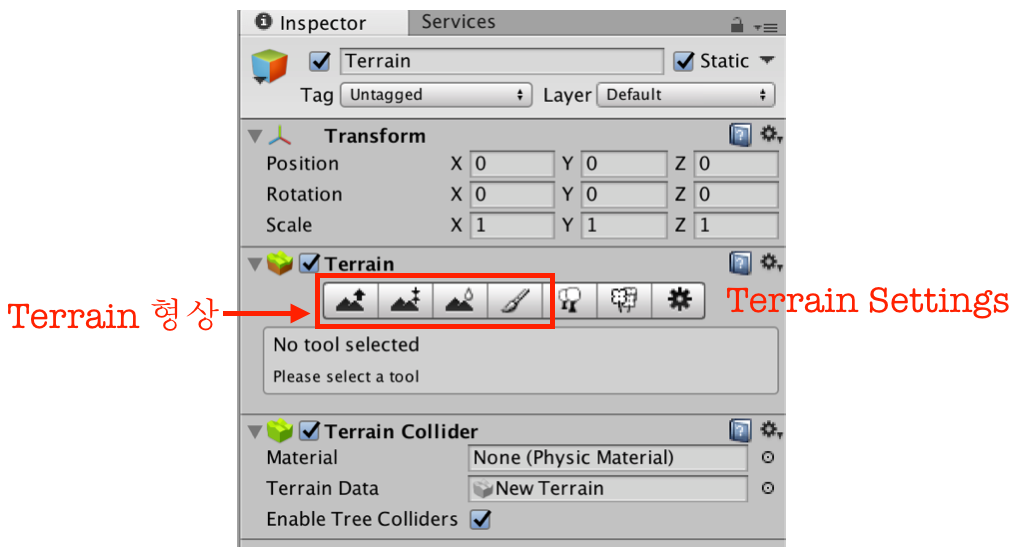 Inspector Services
Terrain Static
Tag Untagged Layer Default
Transform
Position X 0 Y 0 Z 0
Rotation X 0 Y 0 Z 0
Scale X 1 Y 1 Z 1
Terrain
Terrain 형상
Terrain Settings
No tool selected
Please select a tool
Terrain Collider
Material None (Physic Material)
Terrain Data New Terrain
Enable Tree Colliders